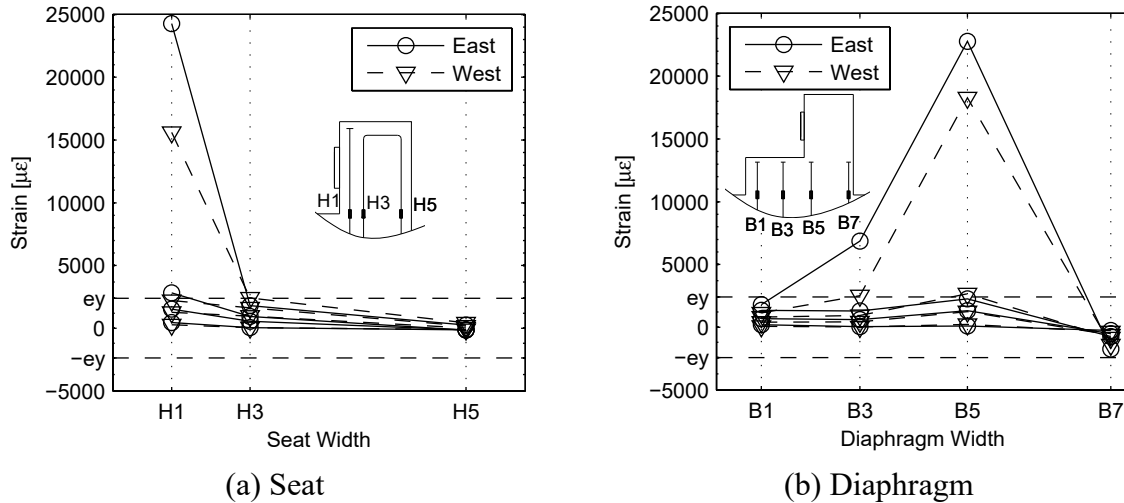 25000
20000
15000
10000
5000
ey
0
−ey
−5000
Strain [με]
East
West
H1
H3
H5
H1 H3 H5
Seat Width
(a) Seat
25000
20000
15000
10000
5000
ey
0
−ey
−5000
Strain [με]
East
West
B1 B3 B5 B7
B1 B3 B5 B7
Diaphragm Width
(b) Diaphragm